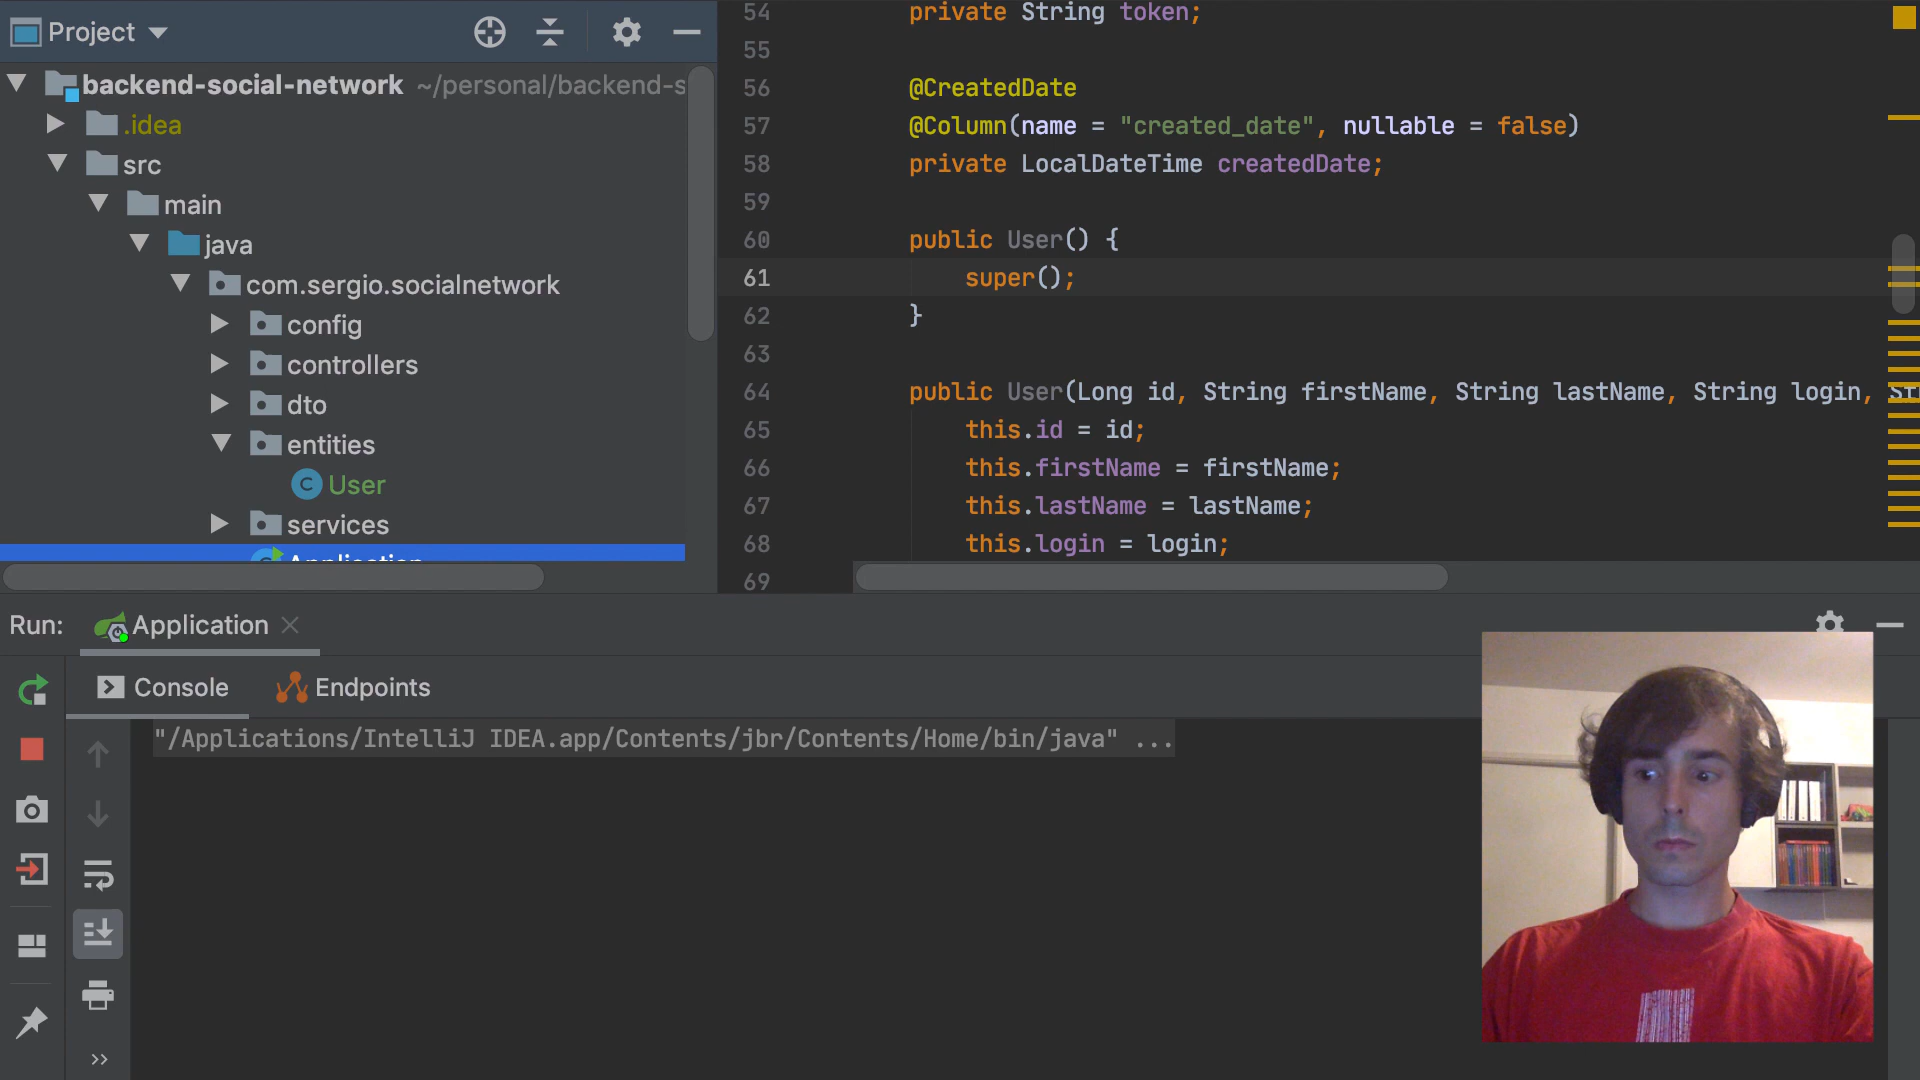 Project
backend-social-network ~/personal/backend-s
.idea
src
main
java
com.sergio.socialnetwork
config
controllers
dto
entities
User
services
Application
54 private String token;
55
56 @CreatedDate
57 @Column(name = "created_date", nullable = false)
58 private LocalDateTime createdDate;
59
60 public User() {
61 super();
62 }
63
64 public User(Long id, String firstName, String lastName, String login, St
65 this.id = id;
66 this.firstName = firstName;
67 this.lastName = lastName;
68 this.login = login;
69
Run: Application
Console Endpoints
"/Applications/IntelliJ IDEA.app/Contents/jbr/Contents/Home/bin/java" ...